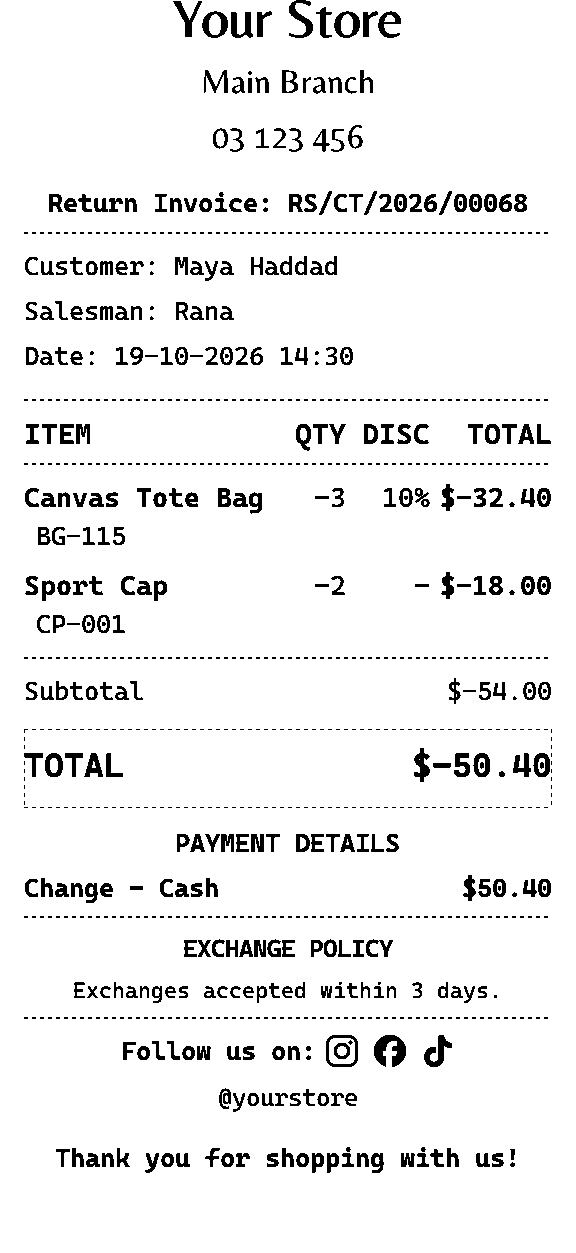 Your Store
Main Branch
03 123 456
Return Invoice: RS/CT/2026/00068
Customer: Maya Haddad
Salesman: Rana
Date: 19-10-2026 14:30
ITEM QTY DISC TOTAL
Canvas Tote Bag -3 10% $-32.40
BG-115
Sport Cap -2 - $-18.00
CP-001
Subtotal $-54.00
TOTAL $-50.40
PAYMENT DETAILS
Change - Cash $50.40
EXCHANGE POLICY
Exchanges accepted within 3 days.
Follow us on:
@yourstore
Thank you for shopping with us!